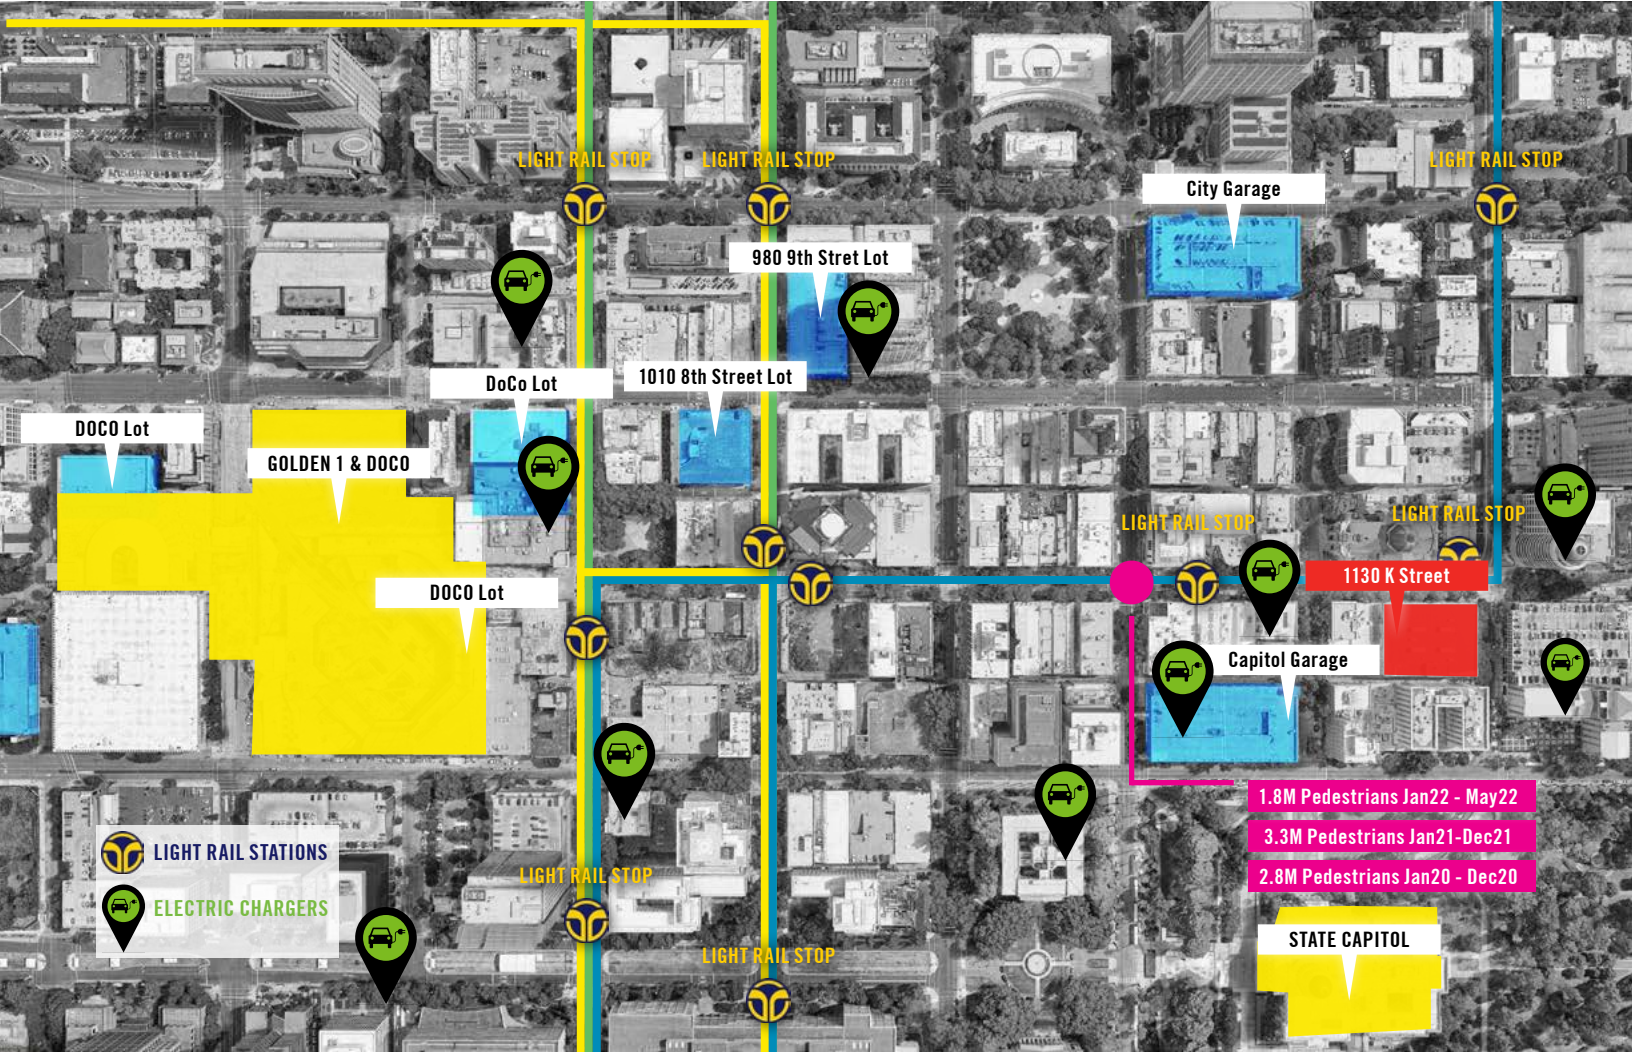 LIGHT RAIL STOP
LIGHT RAIL STOP
LIGHT RAIL STOP
City Garage
980 9th Stret Lot
DoCo Lot
1010 8th Street Lot
DOCO Lot
GOLDEN 1 & DOCO
LIGHT RAIL STOP
LIGHT RAIL STOP
1130 K Street
DOCO Lot
Capitol Garage
1.8M Pedestrians Jan22 - May22
3.3M Pedestrians Jan21-Dec21
2.8M Pedestrians Jan20 - Dec20
LIGHT RAIL STATIONS
ELECTRIC CHARGERS
LIGHT RAIL STOP
LIGHT RAIL STOP
STATE CAPITOL